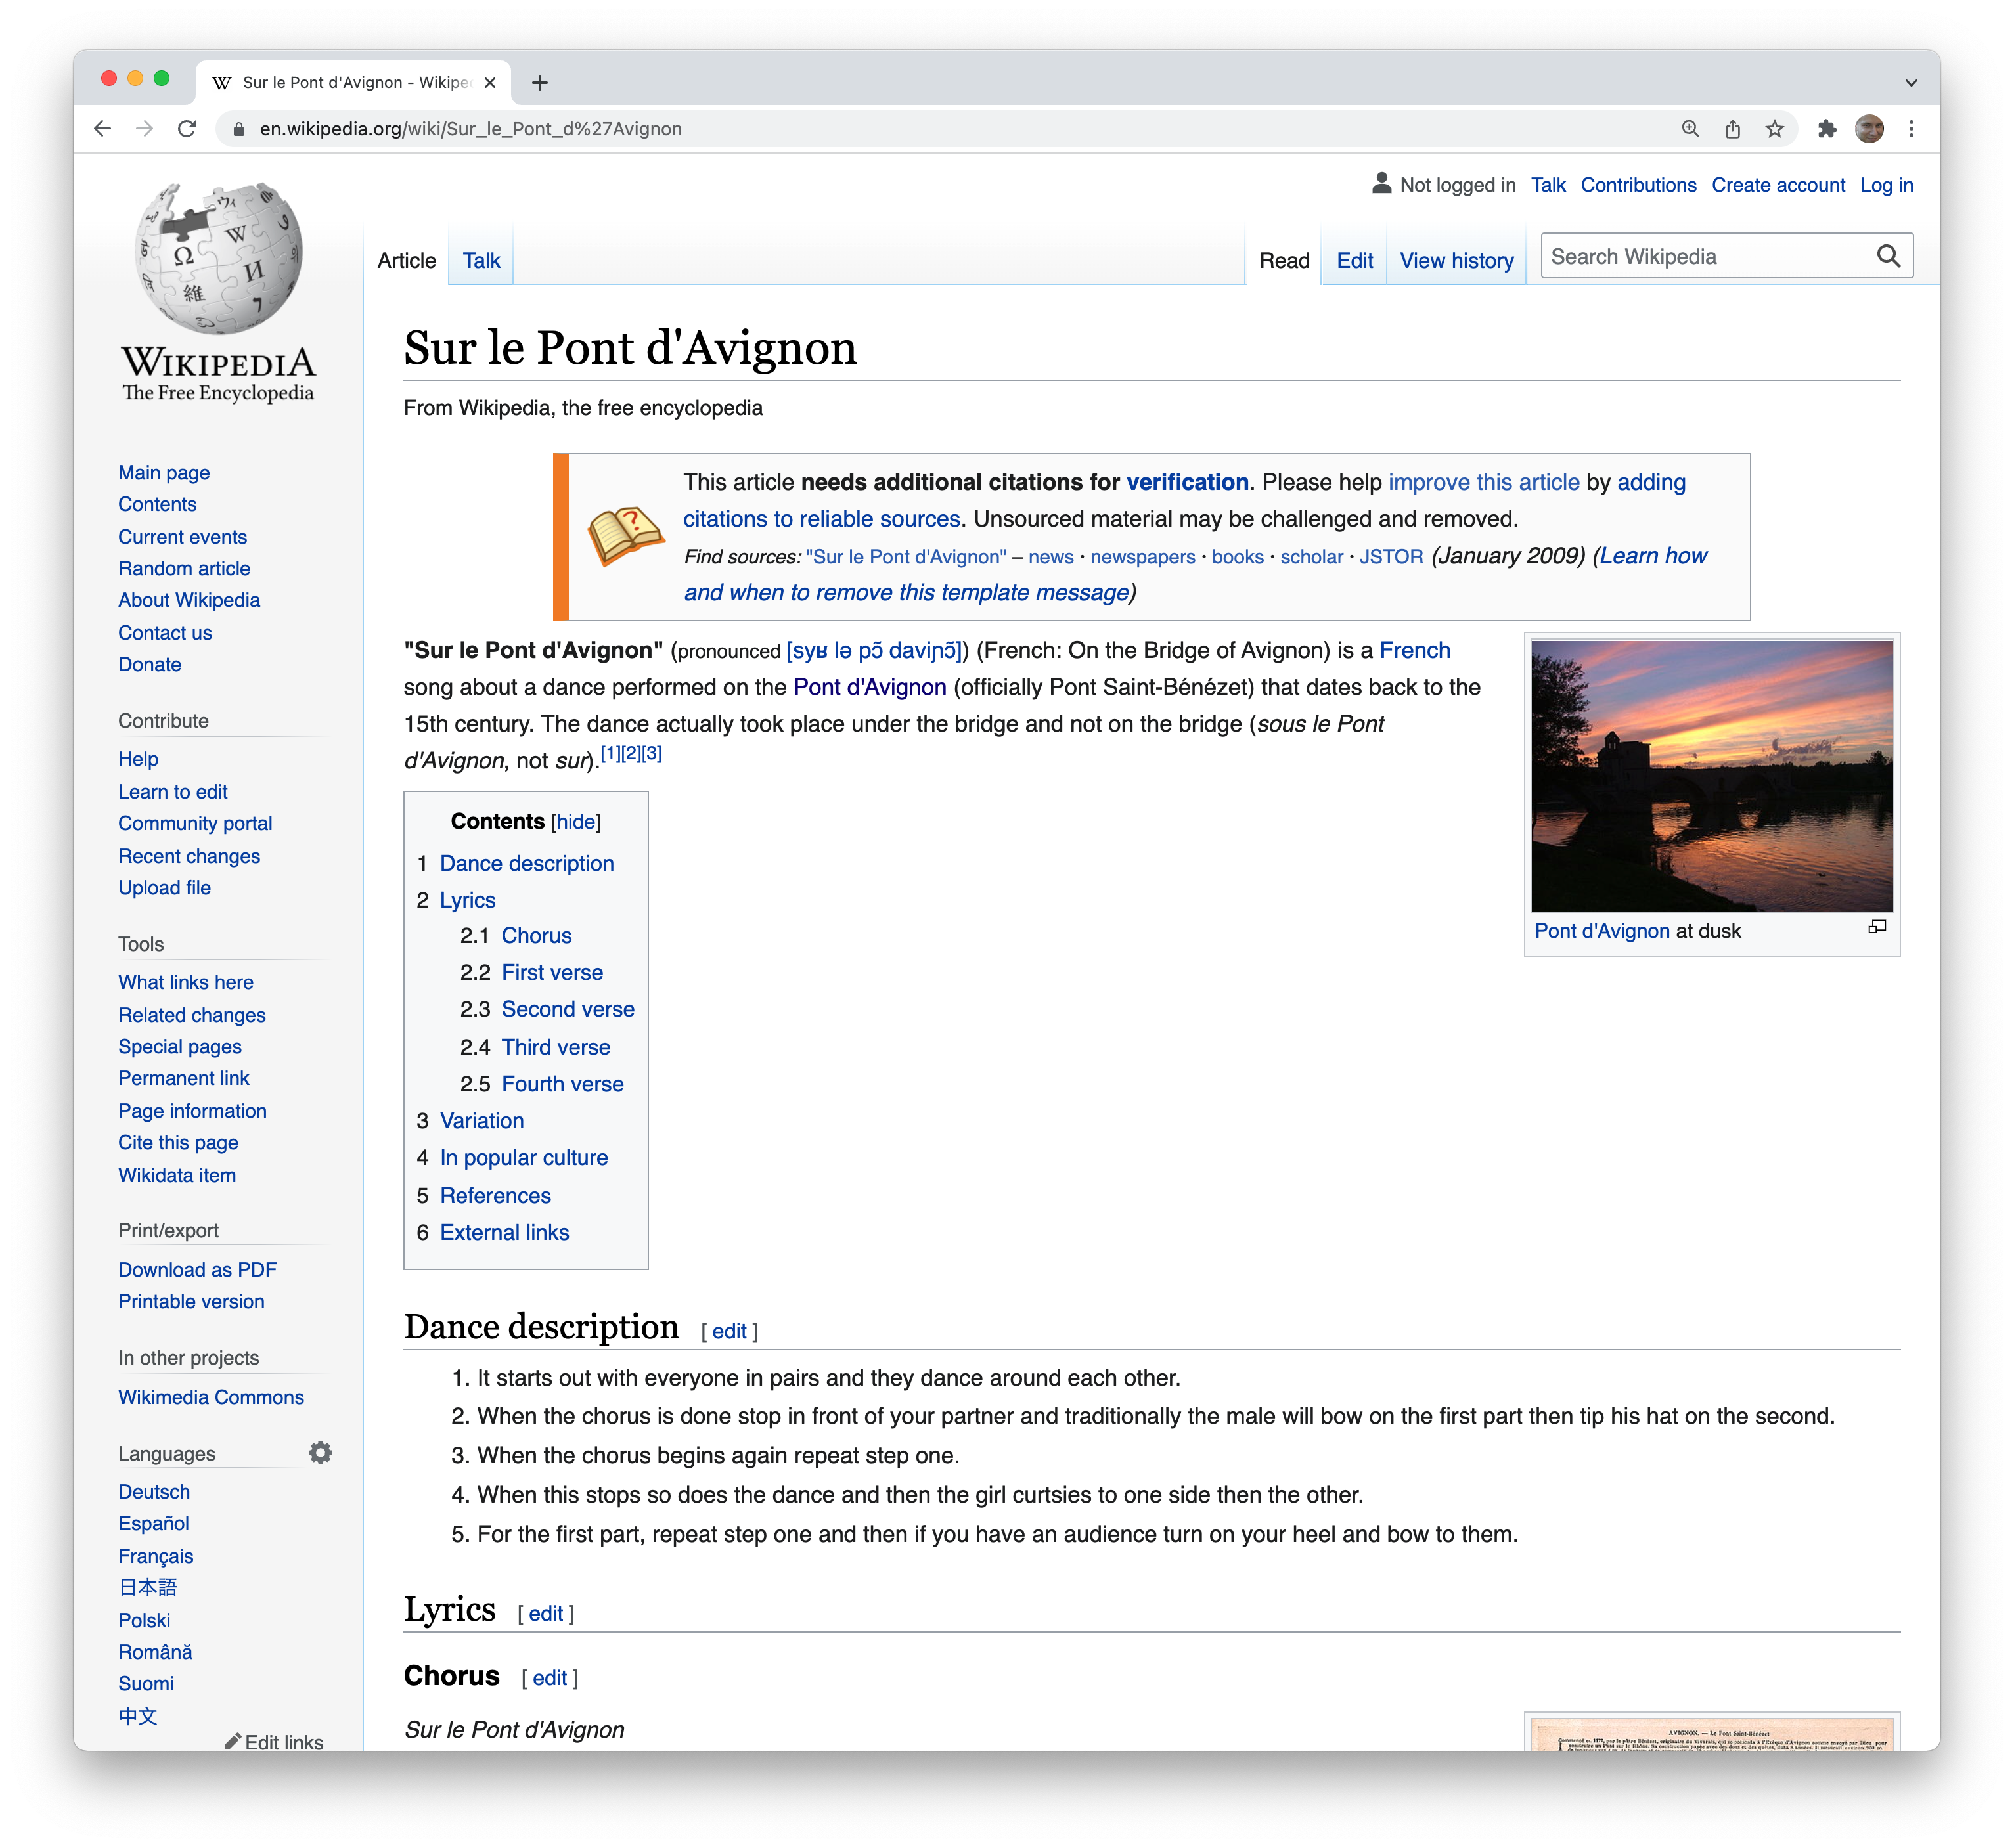 Sur le Pont d'Avignon - Wikipe
en.wikipedia.org/wiki/Sur_le_Pont_d%27Avignon
Not logged in Talk Contributions Create account Log in
Article Talk Read Edit View history Search Wikipedia
WIKIPEDIA
The Free Encyclopedia
Main page
Contents
Current events
Random article
About Wikipedia
Contact us
Donate
Contribute
Help
Learn to edit
Community portal
Recent changes
Upload file
Tools
What links here
Related changes
Special pages
Permanent link
Page information
Cite this page
Wikidata item
Print/export
Download as PDF
Printable version
In other projects
Wikimedia Commons
Languages
Deutsch
Español
Français
日本語
Polski
Română
Suomi
中文
Edit links
Sur le Pont d'Avignon
From Wikipedia, the free encyclopedia
This article needs additional citations for verification. Please help improve this article by adding
citations to reliable sources. Unsourced material may be challenged and removed.
Find sources: "Sur le Pont d'Avignon" – news · newspapers · books · scholar · JSTOR (January 2009) (Learn how
and when to remove this template message)
"Sur le Pont d'Avignon" (pronounced [syʁ lə pɔ̃ daviɲɔ̃]) (French: On the Bridge of Avignon) is a French
song about a dance performed on the Pont d'Avignon (officially Pont Saint-Bénézet) that dates back to the
15th century. The dance actually took place under the bridge and not on the bridge (sous le Pont
d'Avignon, not sur).[1][2][3]
Pont d'Avignon at dusk
Contents [hide]
1 Dance description
2 Lyrics
2.1 Chorus
2.2 First verse
2.3 Second verse
2.4 Third verse
2.5 Fourth verse
3 Variation
4 In popular culture
5 References
6 External links
Dance description [ edit ]
1. It starts out with everyone in pairs and they dance around each other.
2. When the chorus is done stop in front of your partner and traditionally the male will bow on the first part then tip his hat on the second.
3. When the chorus begins again repeat step one.
4. When this stops so does the dance and then the girl curtsies to one side then the other.
5. For the first part, repeat step one and then if you have an audience turn on your heel and bow to them.
Lyrics [ edit ]
Chorus [ edit ]
Sur le Pont d'Avignon
AVIGNON. — Le Pont Saint-Bénézet